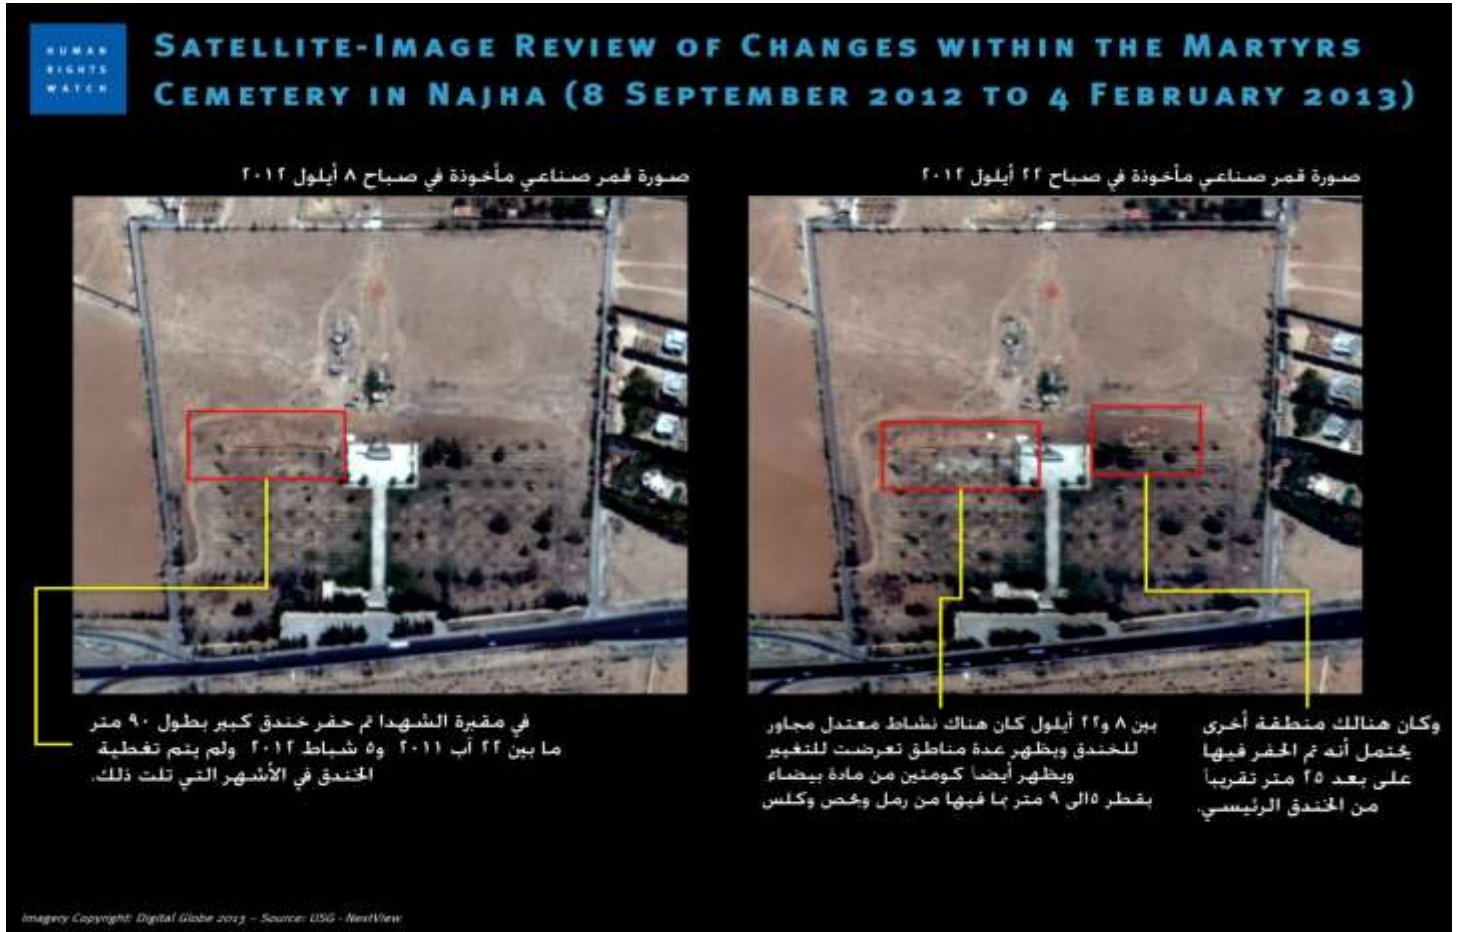 HUMAN
RIGHTS
WATCH
SATELLITE-IMAGE REVIEW OF CHANGES WITHIN THE MARTYRS
CEMETERY IN NAJHA (8 SEPTEMBER 2012 TO 4 FEBRUARY 2013)
صورة قمر صناعي مأخوذة في صباح ٨ أيلول ٢٠١٢
في مقبرة الشهدا تم حفر خندق كبير بطول ٩٠ متر
ما بين ٢٢ آب ٢٠١١ و٥ شباط ٢٠١٢ ولم يتم تغطية
الخندق في الأشهر التي تلت ذلك.
صورة قمر صناعي مأخوذة في صباح ٢٢ أيلول ٢٠١٢
بين ٨ و٢٢ أيلول كان هناك نشاط معتدل مجاور
للخندق ويظهر عدة مناطق تعرضت للتغيير
ويظهر أيضا كومتين من مادة بيضاء
بقطر ٥الى ٩ متر بما فيها من رمل وجص وكلس
وكان هنالك منطقة أخرى
يحتمل أنه تم الحفر فيها
على بعد ٢٥ متر تقريباً
من الخندق الرئيسي.
Imagery Copyright: Digital Globe 2013 – Source: USG - NextView